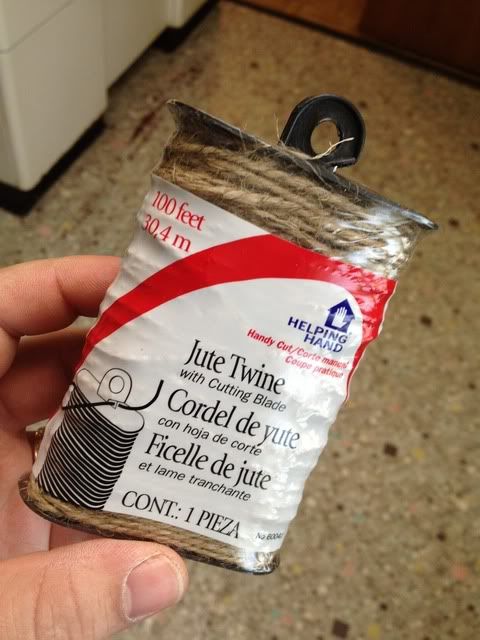 100 feet
30,4 m
HELPING
HAND
Handy Cut/Corte manual
Coupe pratique
Jute Twine
with Cutting Blade
Cordel de yute
con hoja de corte
Ficelle de jute
et lame tranchante
CONT.: 1 PIEZA